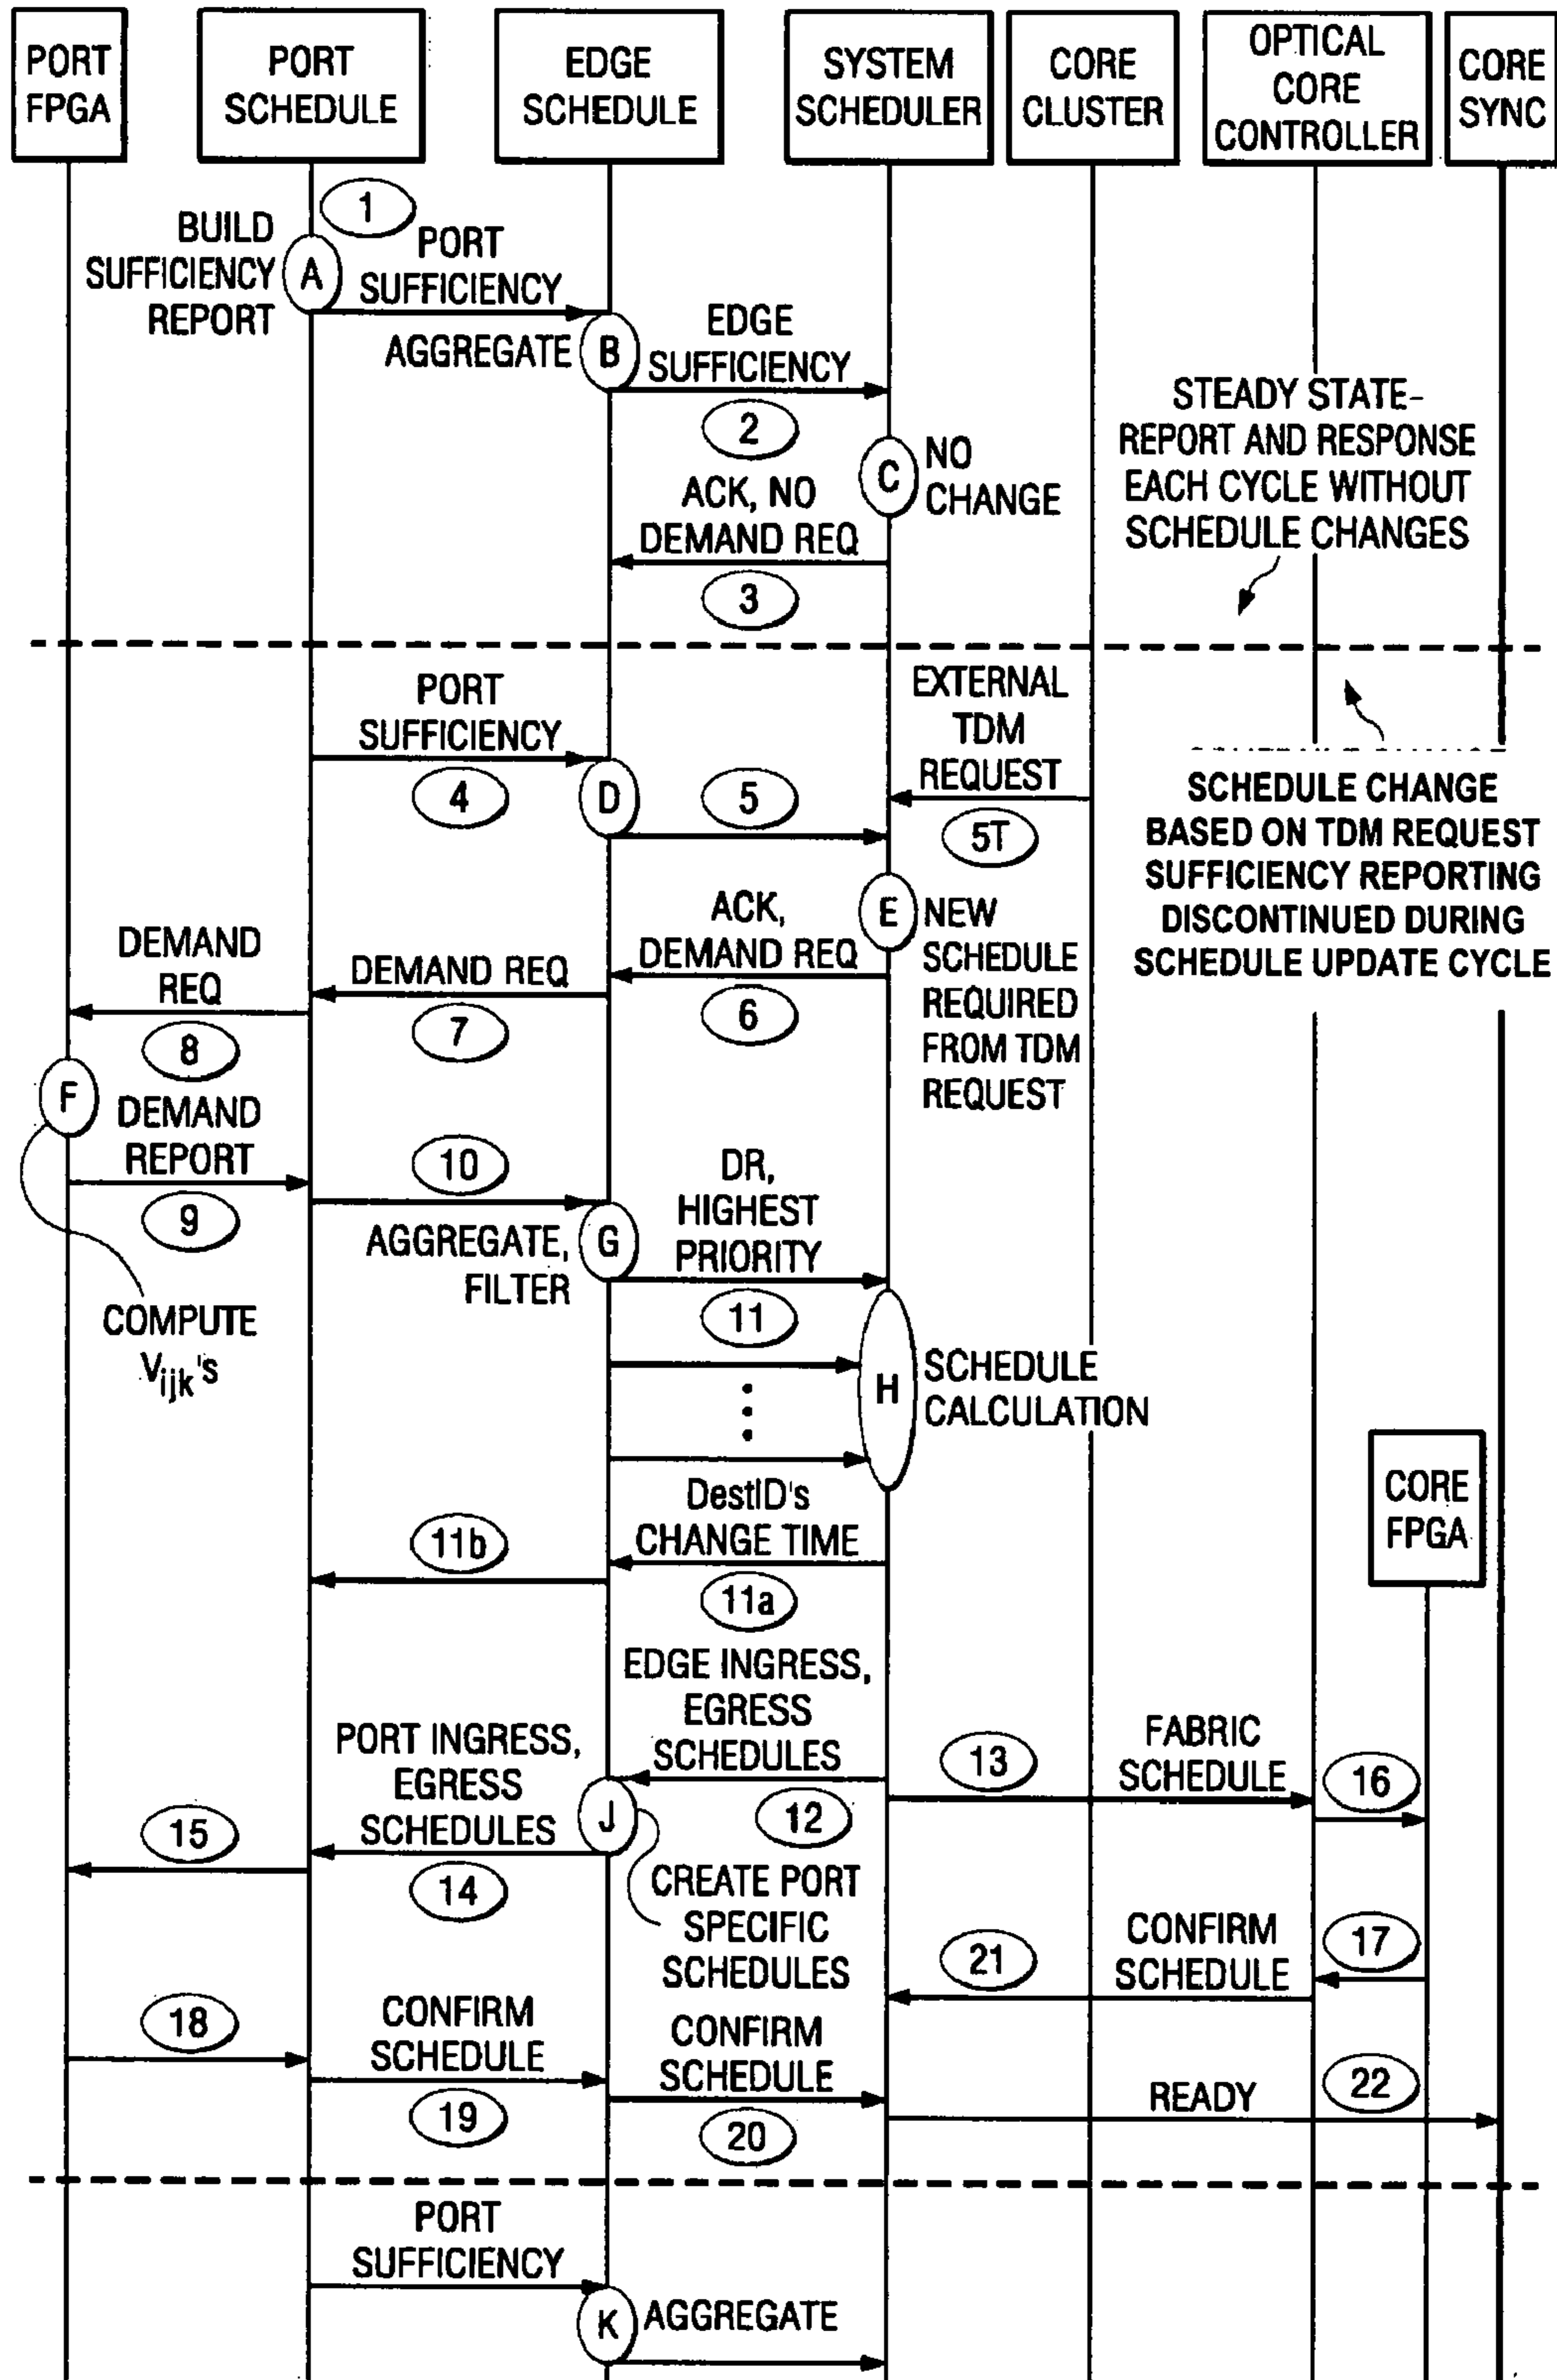 PORT
FPGA
PORT
SCHEDULE
EDGE
SCHEDULE
SYSTEM
SCHEDULER
CORE
CLUSTER
OPTICAL
CORE
CONTROLLER
CORE
SYNC
1
BUILD
SUFFICIENCY
REPORT
A
PORT
SUFFICIENCY
AGGREGATE
B
EDGE
SUFFICIENCY
2
C
NO
CHANGE
ACK, NO
DEMAND REQ
3
STEADY STATE-
REPORT AND RESPONSE
EACH CYCLE WITHOUT
SCHEDULE CHANGES
PORT
SUFFICIENCY
4
D
5
EXTERNAL
TDM
REQUEST
5T
SCHEDULE CHANGE
BASED ON TDM REQUEST
SUFFICIENCY REPORTING
DISCONTINUED DURING
SCHEDULE UPDATE CYCLE
E
NEW
SCHEDULE
REQUIRED
FROM TDM
REQUEST
ACK,
DEMAND REQ
6
DEMAND REQ
7
DEMAND
REQ
8
F
DEMAND
REPORT
9
COMPUTE
Vijk's
10
AGGREGATE,
FILTER
G
DR,
HIGHEST
PRIORITY
11
H
SCHEDULE
CALCULATION
CORE
FPGA
DestID's
CHANGE TIME
11a
11b
EDGE INGRESS,
EGRESS
SCHEDULES
12
13
FABRIC
SCHEDULE
16
PORT INGRESS,
EGRESS
SCHEDULES
J
14
15
CREATE PORT
SPECIFIC
SCHEDULES
21
CONFIRM
SCHEDULE
17
18
CONFIRM
SCHEDULE
19
CONFIRM
SCHEDULE
20
READY
22
PORT
SUFFICIENCY
K
AGGREGATE